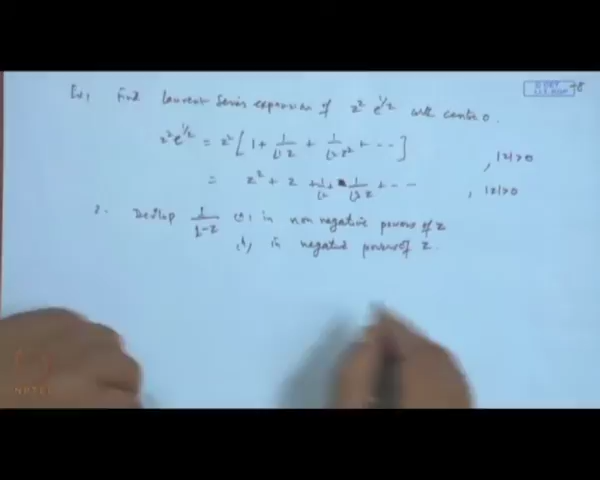 Ex, Find Laurent Series expansion of z² e^{1/z} with centre 0.
z² e^{1/z} = z² [ 1 + 1/(⌊1 z) + 1/(⌊2 z²) + - - ] , |z|>0
= z² + z + 1/⌊2 + 1/(⌊3 z) + - - , |z|>0
2. Develop 1/(1-z) (a), in non negative powers of z
(b), in negative powers of z.
NPTEL